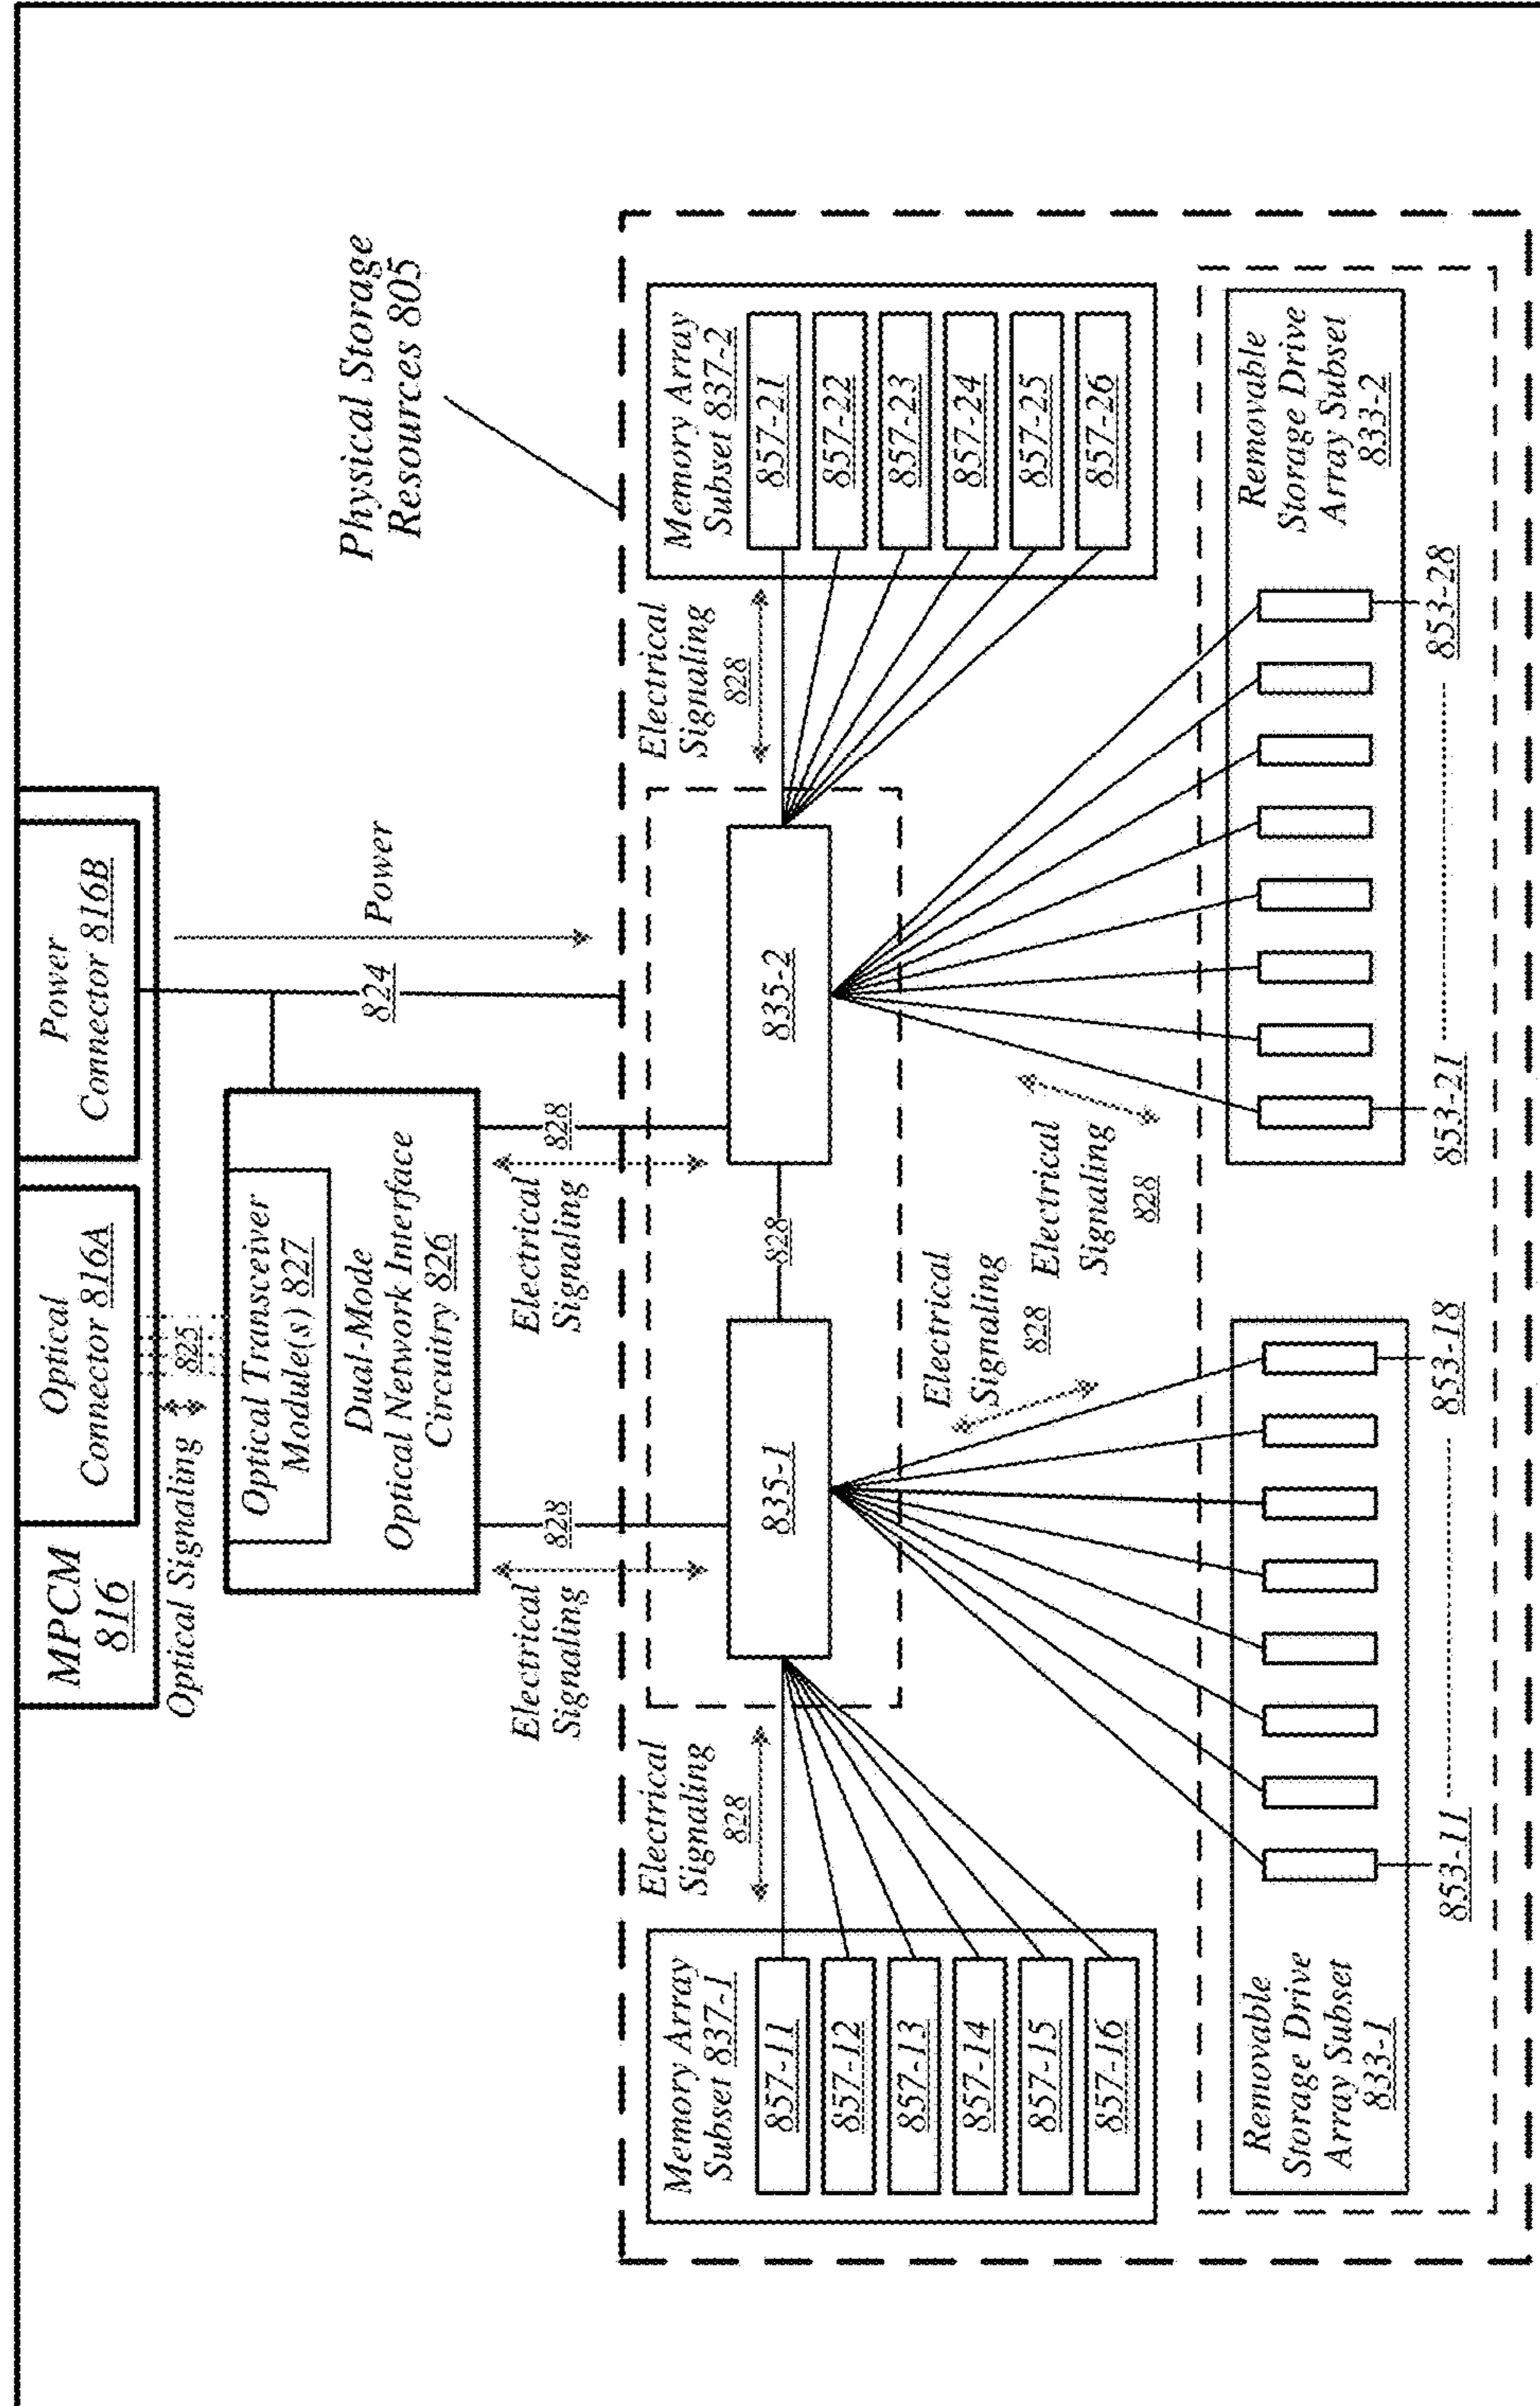 MPCM
816
Optical
Connector 816A
Power
Connector 816B
Optical Signaling
825
Optical Transceiver
Module(s) 827
Dual-Mode
Optical Network Interface
Circuitry 826
824
Power
Physical Storage
Resources 805
Electrical
Signaling
828
Electrical
Signaling
828
Memory Array
Subset 837-1
857-11
857-12
857-13
857-14
857-15
857-16
Electrical
Signaling
828
835-1
828
835-2
Electrical
Signaling
828
Memory Array
Subset 837-2
857-21
857-22
857-23
857-24
857-25
857-26
Electrical
Signaling
828
Electrical
Signaling
828
Removable
Storage Drive
Array Subset
833-1
853-11
853-18
Removable
Storage Drive
Array Subset
833-2
853-21
853-28